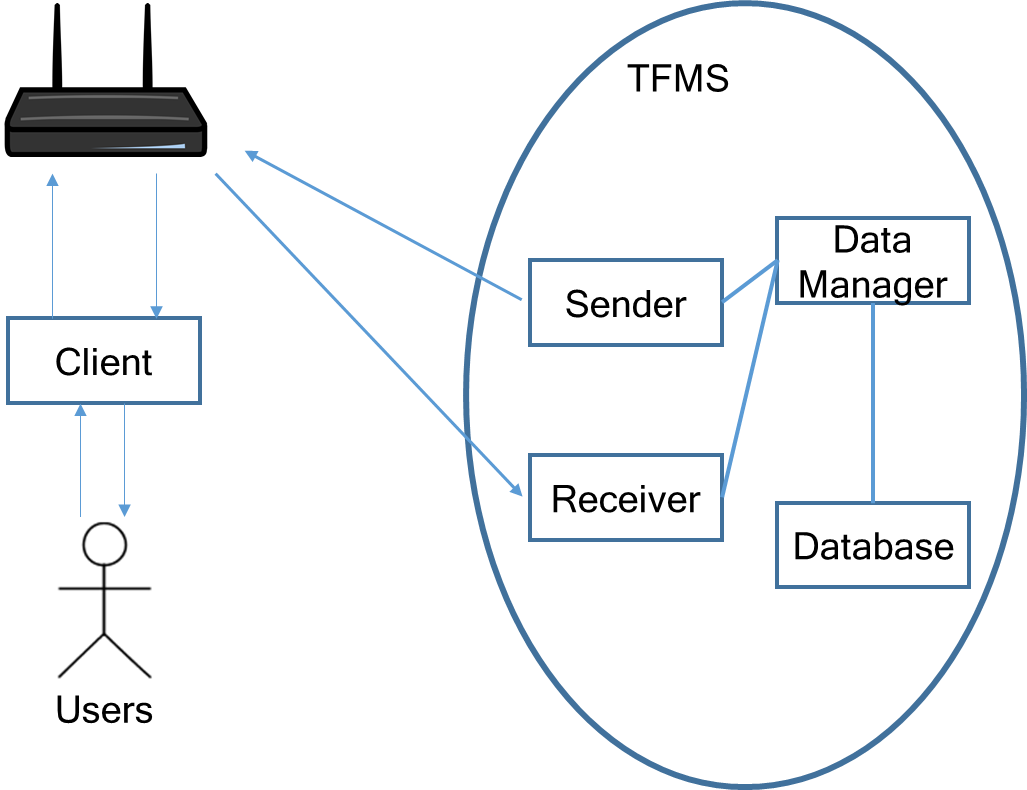 TFMS
Data
Manager
Sender
Client
Receiver
Database
Users